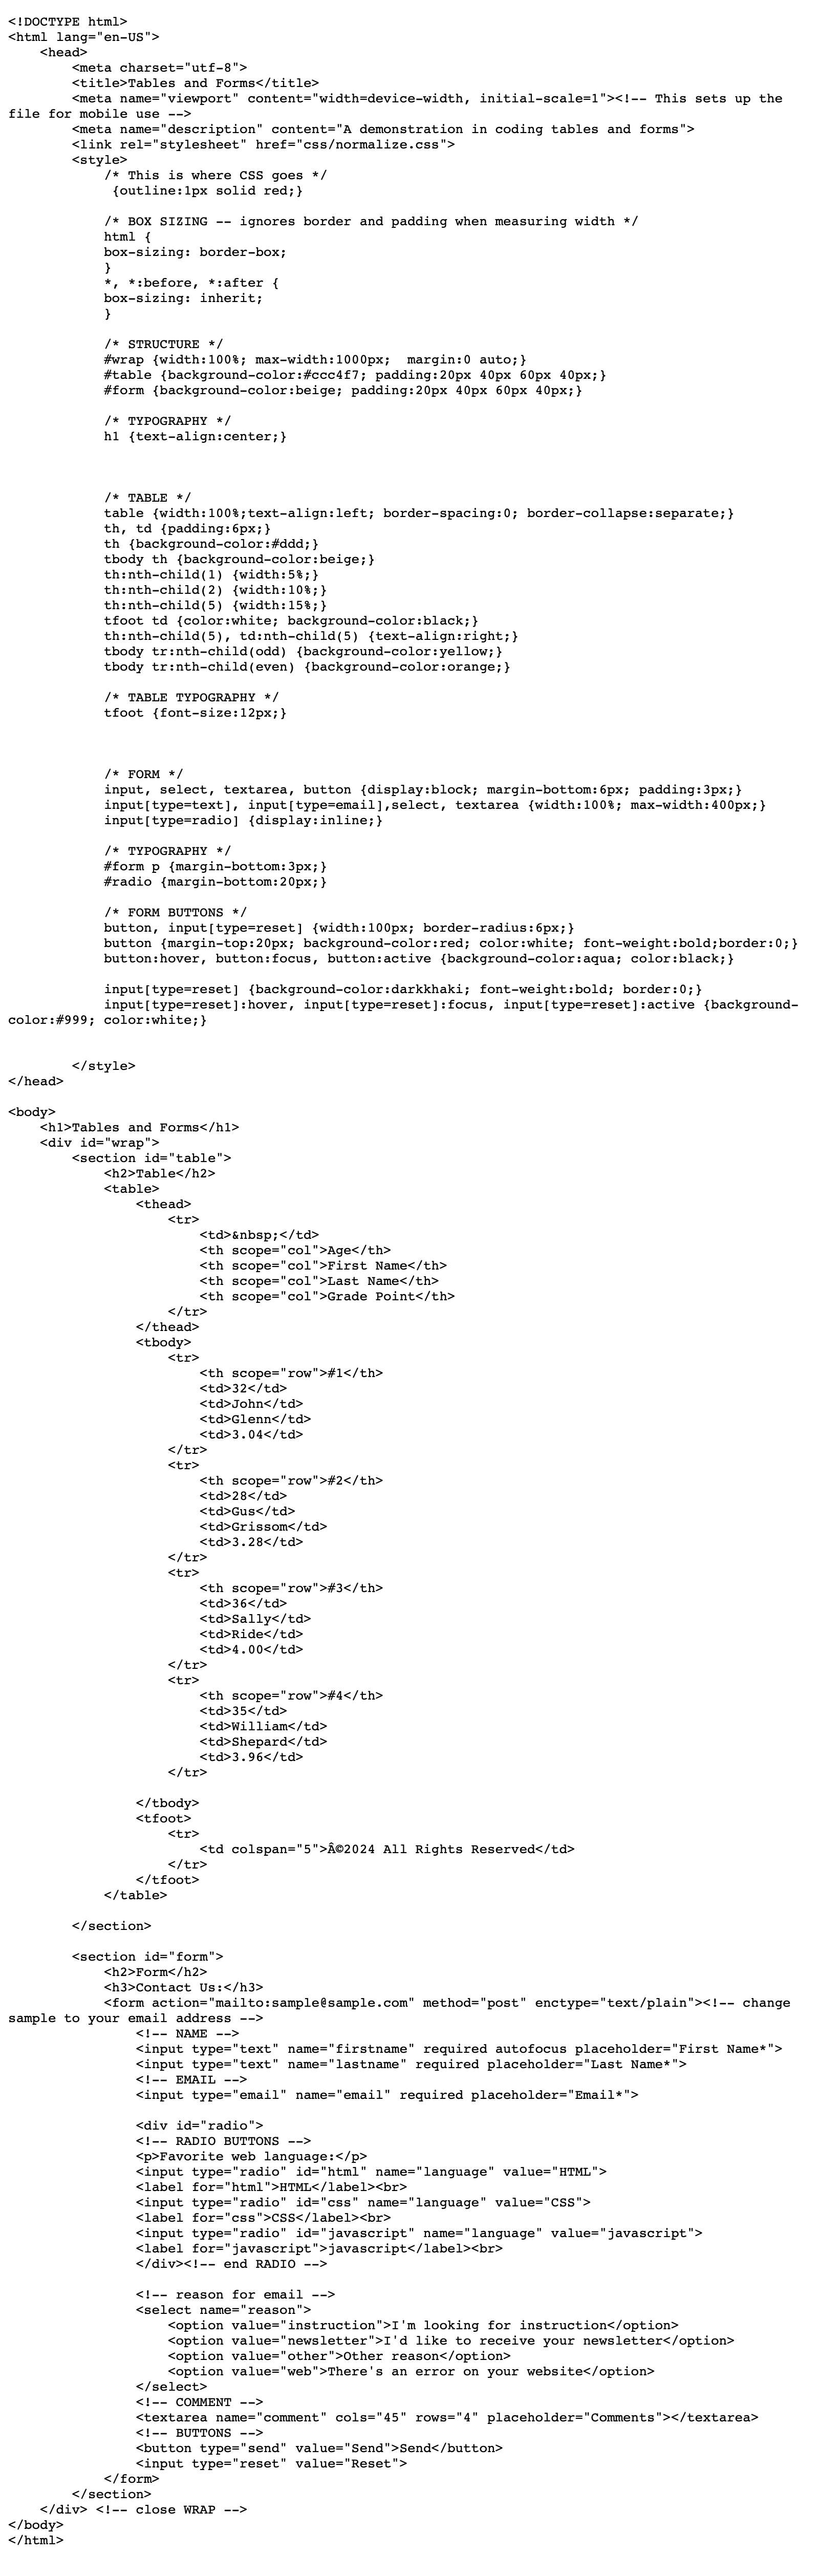 <!DOCTYPE html>
<html lang="en-US">
    <head>
        <meta charset="utf-8">
        <title>Tables and Forms</title>
        <meta name="viewport" content="width=device-width, initial-scale=1"><!-- This sets up the
file for mobile use -->
        <meta name="description" content="A demonstration in coding tables and forms">
        <link rel="stylesheet" href="css/normalize.css">
        <style>
            /* This is where CSS goes */
             {outline:1px solid red;}

            /* BOX SIZING -- ignores border and padding when measuring width */
            html {
            box-sizing: border-box;
            }
            *, *:before, *:after {
            box-sizing: inherit;
            }

            /* STRUCTURE */
            #wrap {width:100%; max-width:1000px;  margin:0 auto;}
            #table {background-color:#ccc4f7; padding:20px 40px 60px 40px;}
            #form {background-color:beige; padding:20px 40px 60px 40px;}

            /* TYPOGRAPHY */
            h1 {text-align:center;}



            /* TABLE */
            table {width:100%;text-align:left; border-spacing:0; border-collapse:separate;}
            th, td {padding:6px;}
            th {background-color:#ddd;}
            tbody th {background-color:beige;}
            th:nth-child(1) {width:5%;}
            th:nth-child(2) {width:10%;}
            th:nth-child(5) {width:15%;}
            tfoot td {color:white; background-color:black;}
            th:nth-child(5), td:nth-child(5) {text-align:right;}
            tbody tr:nth-child(odd) {background-color:yellow;}
            tbody tr:nth-child(even) {background-color:orange;}

            /* TABLE TYPOGRAPHY */
            tfoot {font-size:12px;}



            /* FORM */
            input, select, textarea, button {display:block; margin-bottom:6px; padding:3px;}
            input[type=text], input[type=email],select, textarea {width:100%; max-width:400px;}
            input[type=radio] {display:inline;}

            /* TYPOGRAPHY */
            #form p {margin-bottom:3px;}
            #radio {margin-bottom:20px;}

            /* FORM BUTTONS */
            button, input[type=reset] {width:100px; border-radius:6px;}
            button {margin-top:20px; background-color:red; color:white; font-weight:bold;border:0;}
            button:hover, button:focus, button:active {background-color:aqua; color:black;}

            input[type=reset] {background-color:darkkhaki; font-weight:bold; border:0;}
            input[type=reset]:hover, input[type=reset]:focus, input[type=reset]:active {background-
color:#999; color:white;}


        </style>
</head>

<body>
    <h1>Tables and Forms</h1>
    <div id="wrap">
        <section id="table">
            <h2>Table</h2>
            <table>
                <thead>
                    <tr>
                        <td>&nbsp;</td>
                        <th scope="col">Age</th>
                        <th scope="col">First Name</th>
                        <th scope="col">Last Name</th>
                        <th scope="col">Grade Point</th>
                    </tr>
                </thead>
                <tbody>
                    <tr>
                        <th scope="row">#1</th>
                        <td>32</td>
                        <td>John</td>
                        <td>Glenn</td>
                        <td>3.04</td>
                    </tr>
                    <tr>
                        <th scope="row">#2</th>
                        <td>28</td>
                        <td>Gus</td>
                        <td>Grissom</td>
                        <td>3.28</td>
                    </tr>
                    <tr>
                        <th scope="row">#3</th>
                        <td>36</td>
                        <td>Sally</td>
                        <td>Ride</td>
                        <td>4.00</td>
                    </tr>
                    <tr>
                        <th scope="row">#4</th>
                        <td>35</td>
                        <td>William</td>
                        <td>Shepard</td>
                        <td>3.96</td>
                    </tr>

                </tbody>
                <tfoot>
                    <tr>
                        <td colspan="5">Â©2024 All Rights Reserved</td>
                    </tr>
                </tfoot>
            </table>

        </section>

        <section id="form">
            <h2>Form</h2>
            <h3>Contact Us:</h3>
            <form action="mailto:sample@sample.com" method="post" enctype="text/plain"><!-- change
sample to your email address -->
                <!-- NAME -->
                <input type="text" name="firstname" required autofocus placeholder="First Name*">
                <input type="text" name="lastname" required placeholder="Last Name*">
                <!-- EMAIL -->
                <input type="email" name="email" required placeholder="Email*">

                <div id="radio">
                <!-- RADIO BUTTONS -->
                <p>Favorite web language:</p>
                <input type="radio" id="html" name="language" value="HTML">
                <label for="html">HTML</label><br>
                <input type="radio" id="css" name="language" value="CSS">
                <label for="css">CSS</label><br>
                <input type="radio" id="javascript" name="language" value="javascript">
                <label for="javascript">javascript</label><br>
                </div><!-- end RADIO -->

                <!-- reason for email -->
                <select name="reason">
                    <option value="instruction">I'm looking for instruction</option>
                    <option value="newsletter">I'd like to receive your newsletter</option>
                    <option value="other">Other reason</option>
                    <option value="web">There's an error on your website</option>
                </select>
                <!-- COMMENT -->
                <textarea name="comment" cols="45" rows="4" placeholder="Comments"></textarea>
                <!-- BUTTONS -->
                <button type="send" value="Send">Send</button>
                <input type="reset" value="Reset">
            </form>
        </section>
    </div> <!-- close WRAP -->
</body>
</html>